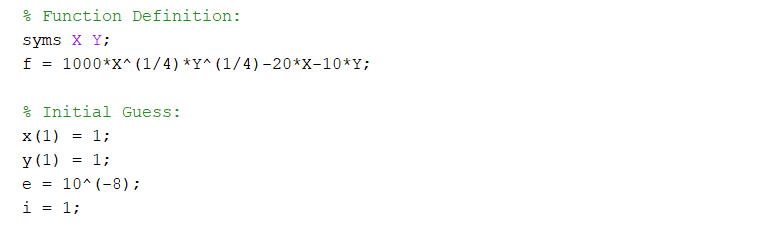 % Function Definition:
syms X Y;
f = 1000*X^(1/4)*Y^(1/4)-20*X-10*Y;
% Initial Guess:
x(1) = 1;
y(1) = 1;
e = 10^(-8);
i = 1;